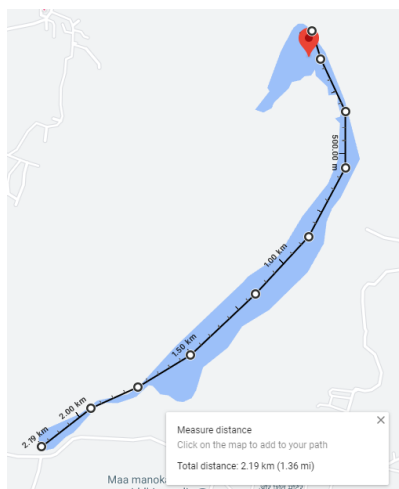 500.00 m
1.00 km
1.50 km
2.00 km
2.19 km
Measure distance
Click on the map to add to your path
Total distance: 2.19 km (1.36 mi)
Maa manok